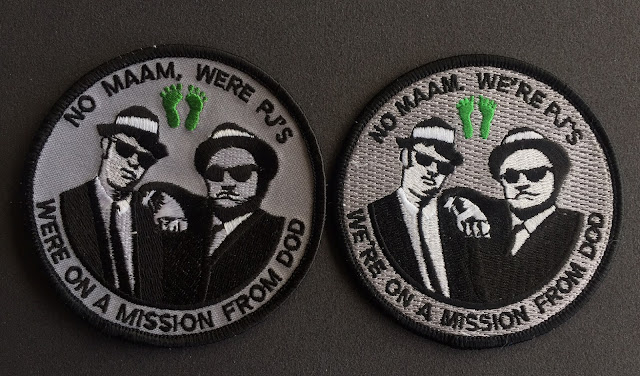 NO MAAM, WERE PJ'S
WERE ON A MISSION FROM DOD
NO MAAM, WE'RE PJ'S
WE'RE ON A MISSION FROM DOD